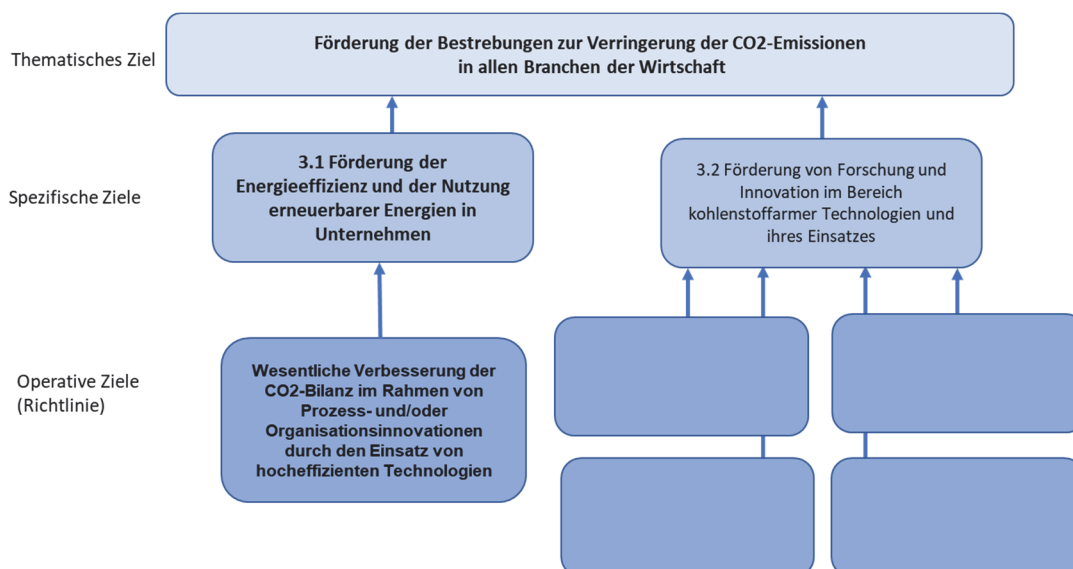 Thematisches Ziel
Förderung der Bestrebungen zur Verringerung der CO2-Emissionen
in allen Branchen der Wirtschaft
Spezifische Ziele
3.1 Förderung der
Energieeffizienz und der Nutzung
erneuerbarer Energien in
Unternehmen
3.2 Förderung von Forschung und
Innovation im Bereich
kohlenstoffarmer Technologien und
ihres Einsatzes
Operative Ziele
(Richtlinie)
Wesentliche Verbesserung der
CO2-Bilanz im Rahmen von
Prozess- und/oder
Organisationsinnovationen
durch den Einsatz von
hocheffizienten Technologien